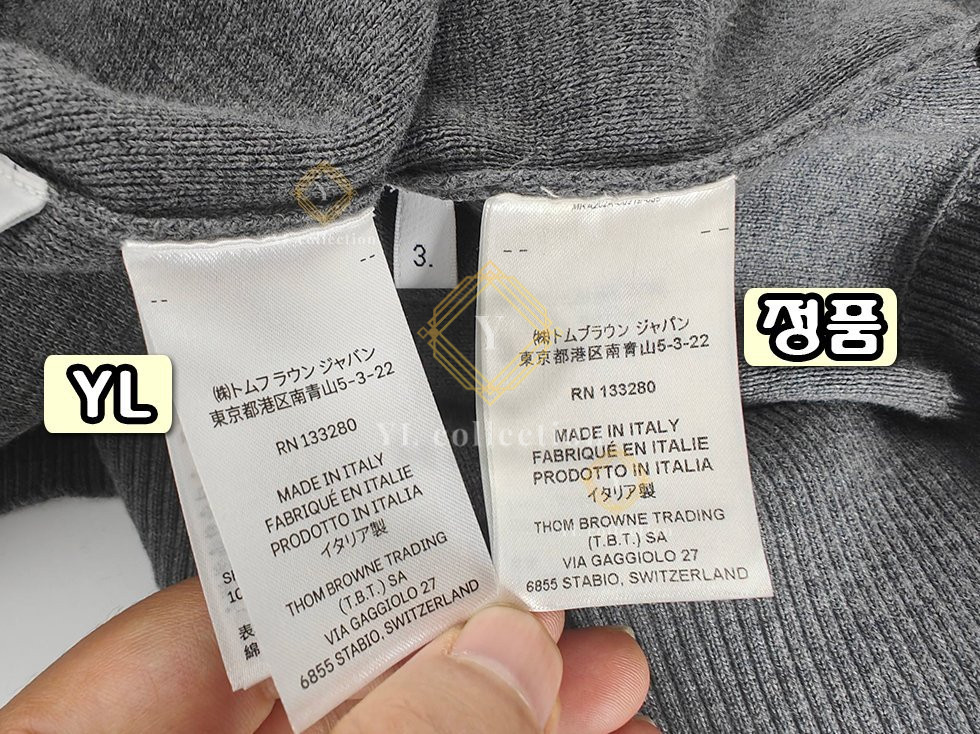 YL
㈱トムブラウン ジャパン
東京都港区南青山5-3-22
RN 133280
MADE IN ITALY
FABRIQUÉ EN ITALIE
PRODOTTO IN ITALIA
イタリア製
THOM BROWNE TRADING
(T.B.T.) SA
VIA GAGGIOLO 27
6855 STABIO, SWITZERLAND
10
表
綿
3.
정품
㈱トムブラウン ジャパン
東京都港区南青山5-3-22
RN 133280
MADE IN ITALY
FABRIQUÉ EN ITALIE
PRODOTTO IN ITALIA
イタリア製
THOM BROWNE TRADING
(T.B.T.) SA
VIA GAGGIOLO 27
6855 STABIO, SWITZERLAND
Y
YL collection
Y
YL collection